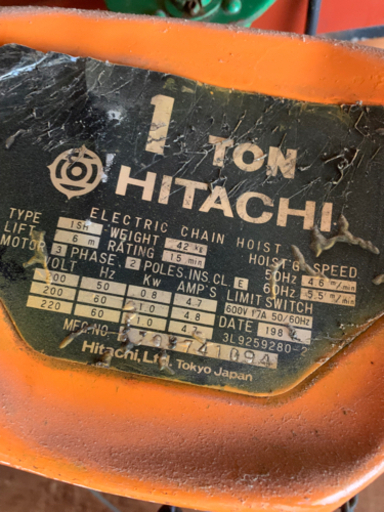 1 TON
HITACHI
ELECTRIC CHAIN HOIST
TYPE 1SH WEIGHT 42 KG HOIST'G SPEED
LIFT 6 m RATING 15 min 50Hz 4.6 m/min
MOTOR 3 PHASE. 2 POLES. INS CL. E 60Hz 5.5 m/min
VOLT Hz Kw AMP'S LIMIT SWITCH
200 50 0.8 4.7 600V 17A 50/60Hz
200 60 1.0 4.8 DATE 198
220 60 1.0 4.7 3L9259280-2
MFG. NO.
Hitachi, Ltd. Tokyo Japan